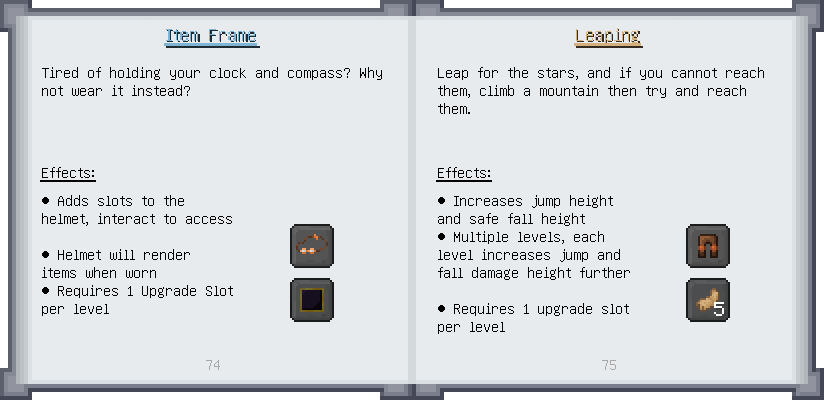 Item Frame
Tired of holding your clock and compass? Why
not wear it instead?
Effects:
● Adds slots to the
helmet, interact to access
● Helmet will render
items when worn
● Requires 1 Upgrade Slot
per level
74
Leaping
Leap for the stars, and if you cannot reach
them, climb a mountain then try and reach
them.
Effects:
● Increases jump height
and safe fall height
● Multiple levels, each
level increases jump and
fall damage height further
● Requires 1 upgrade slot
per level
5
75